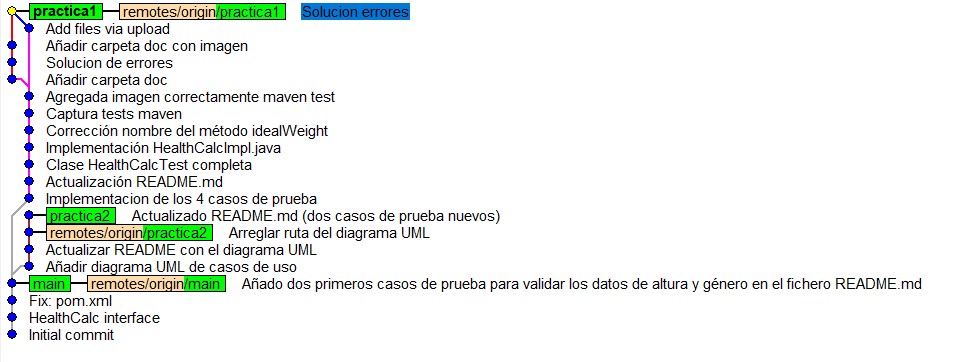 practica1 remotes/origin/practica1 Solucion errores
Add files via upload
Añadir carpeta doc con imagen
Solucion de errores
Añadir carpeta doc
Agregada imagen correctamente maven test
Captura tests maven
Corrección nombre del método idealWeight
Implementación HealthCalcImpl.java
Clase HealthCalcTest completa
Actualización README.md
Implementacion de los 4 casos de prueba
practica2 Actualizado README.md (dos casos de prueba nuevos)
remotes/origin/practica2 Arreglar ruta del diagrama UML
Actualizar README con el diagrama UML
Añadir diagrama UML de casos de uso
main remotes/origin/main Añado dos primeros casos de prueba para validar los datos de altura y género en el fichero README.md
Fix: pom.xml
HealthCalc interface
Initial commit